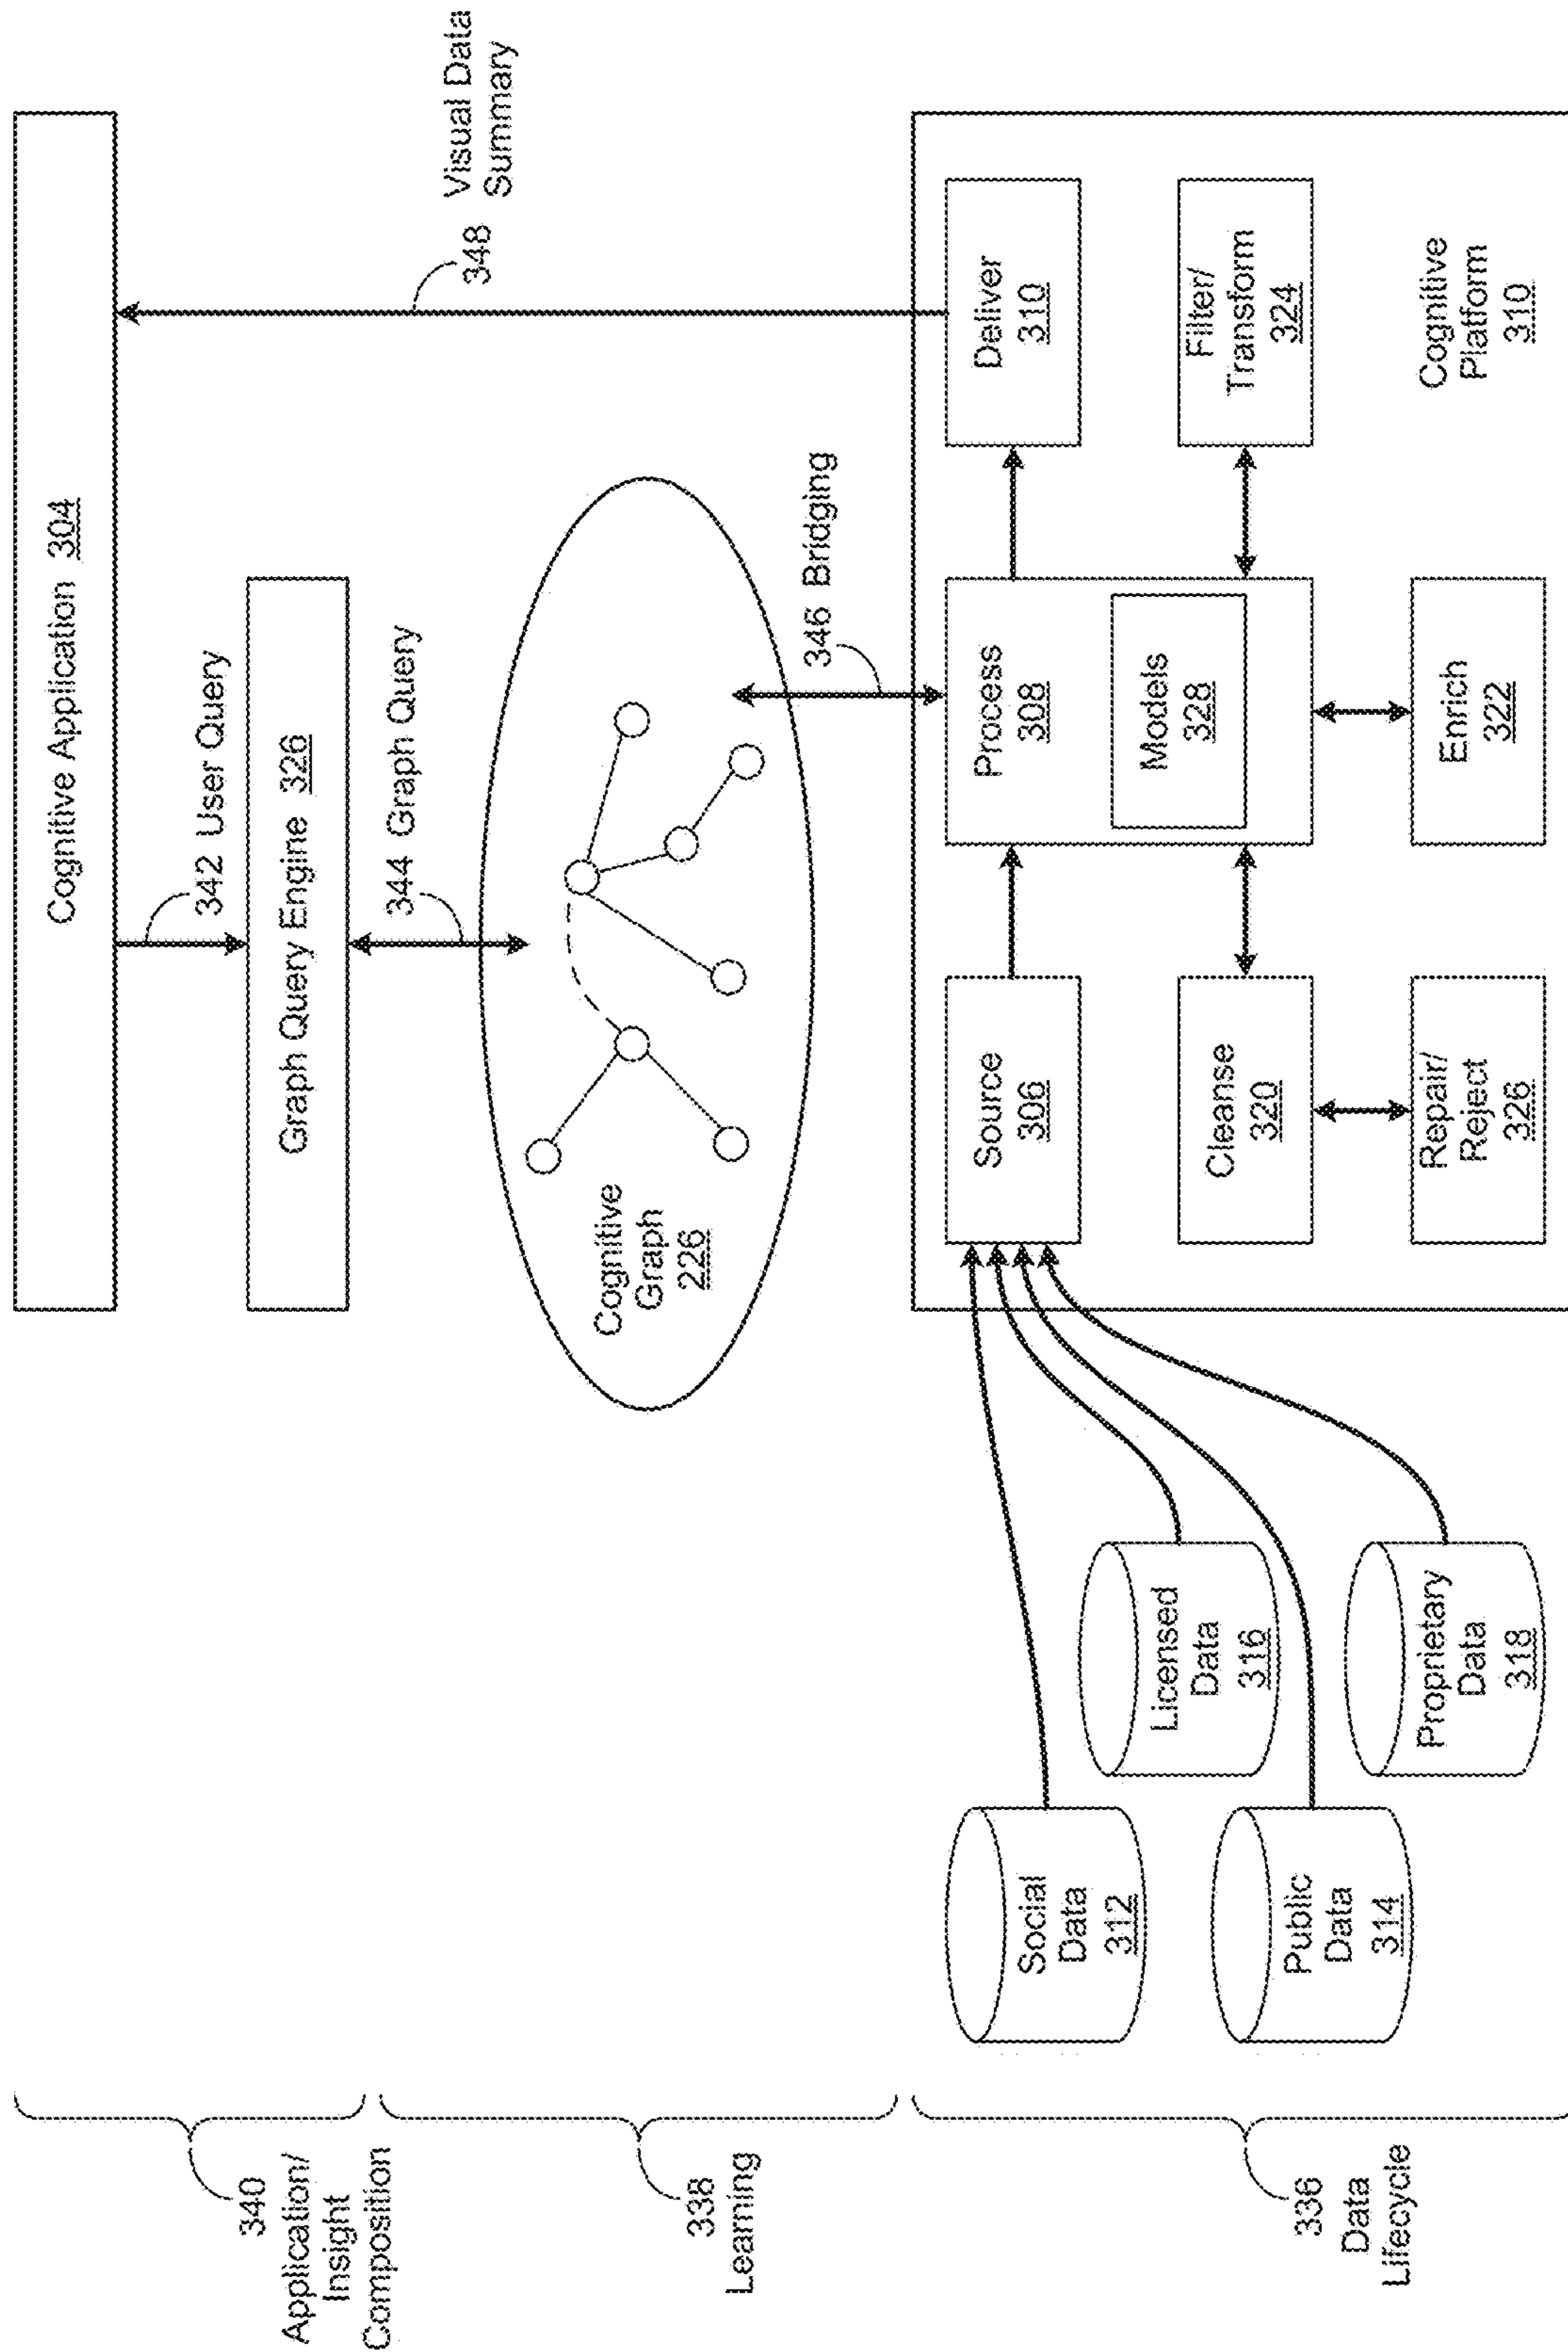 Cognitive Application 304
342 User Query
Graph Query Engine 326
344 Graph Query
Cognitive
Graph
226
346 Bridging
348
Visual Data
Summary
340
Application/
Insight
Composition
338
Learning
336
Data
Lifecycle
Social
Data
312
Licensed
Data
316
Public
Data
314
Proprietary
Data
318
Source
306
Process
308
Models
328
Deliver
310
Cleanse
320
Filter/
Transform
324
Repair/
Reject
326
Enrich
322
Cognitive
Platform
310